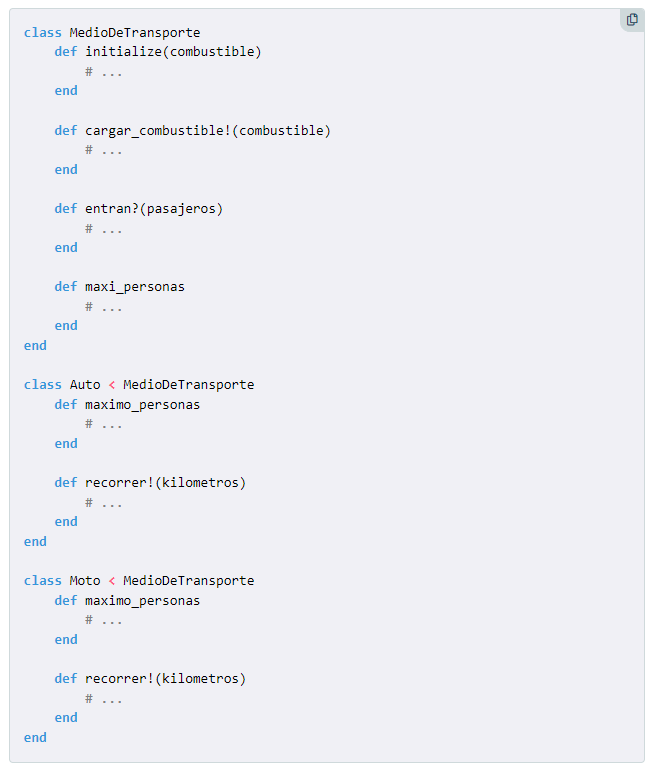 class MedioDeTransporte
    def initialize(combustible)
        # ...
    end

    def cargar_combustible!(combustible)
        # ...
    end

    def entran?(pasajeros)
        # ...
    end

    def maxi_personas
        # ...
    end
end

class Auto < MedioDeTransporte
    def maximo_personas
        # ...
    end

    def recorrer!(kilometros)
        # ...
    end
end

class Moto < MedioDeTransporte
    def maximo_personas
        # ...
    end

    def recorrer!(kilometros)
        # ...
    end
end